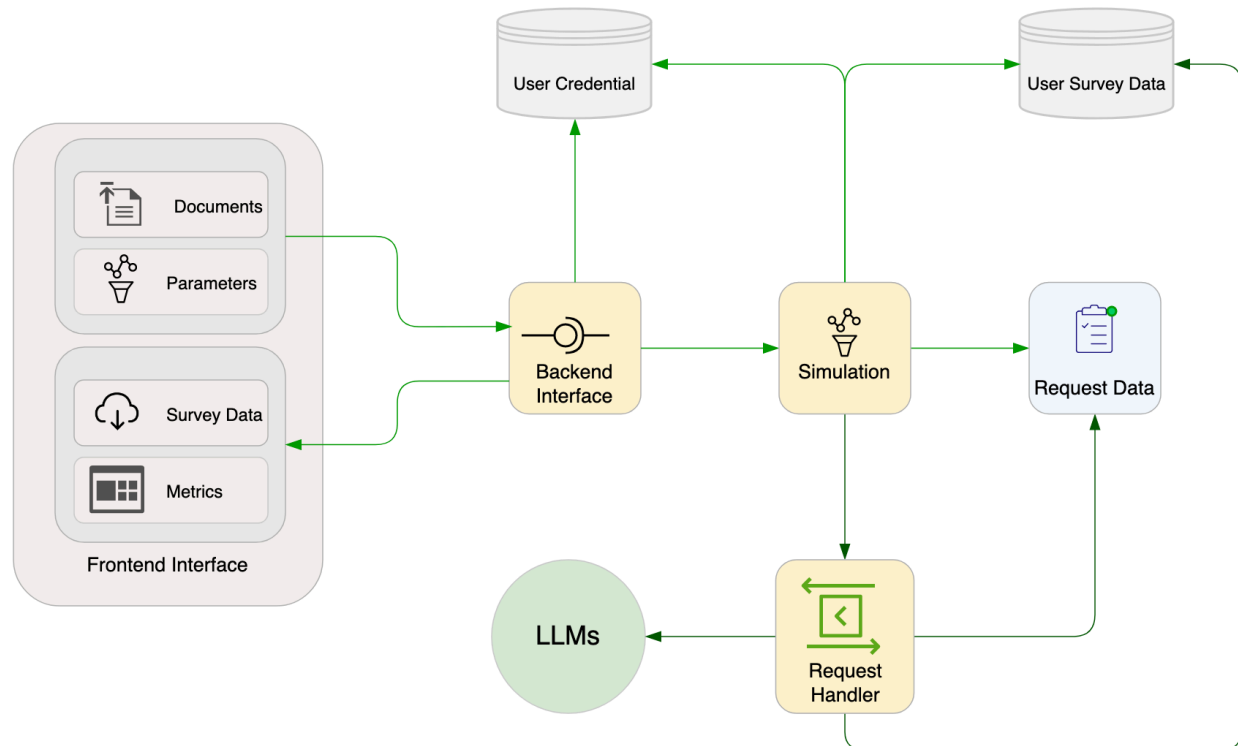 User Credential
User Survey Data
Documents
Parameters
Survey Data
Metrics
Frontend Interface
Backend
Interface
Simulation
Request Data
LLMs
Request
Handler